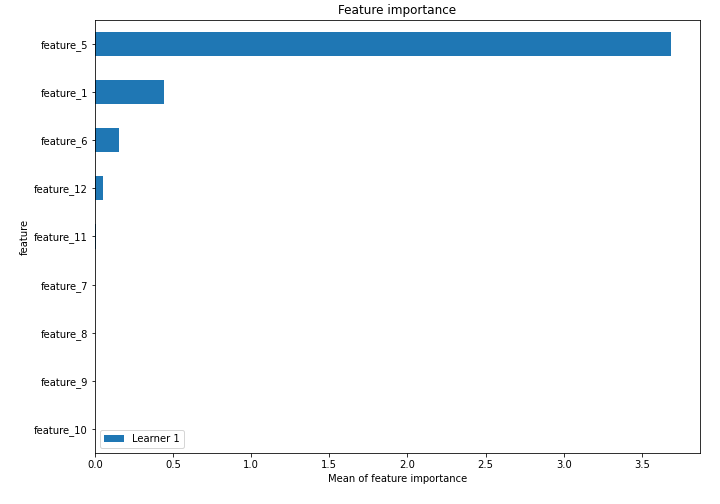 Feature importance
feature_5
feature_1
feature_6
feature_12
feature_11
feature_7
feature_8
feature_9
feature_10
feature
Learner 1
0.0 0.5 1.0 1.5 2.0 2.5 3.0 3.5
Mean of feature importance